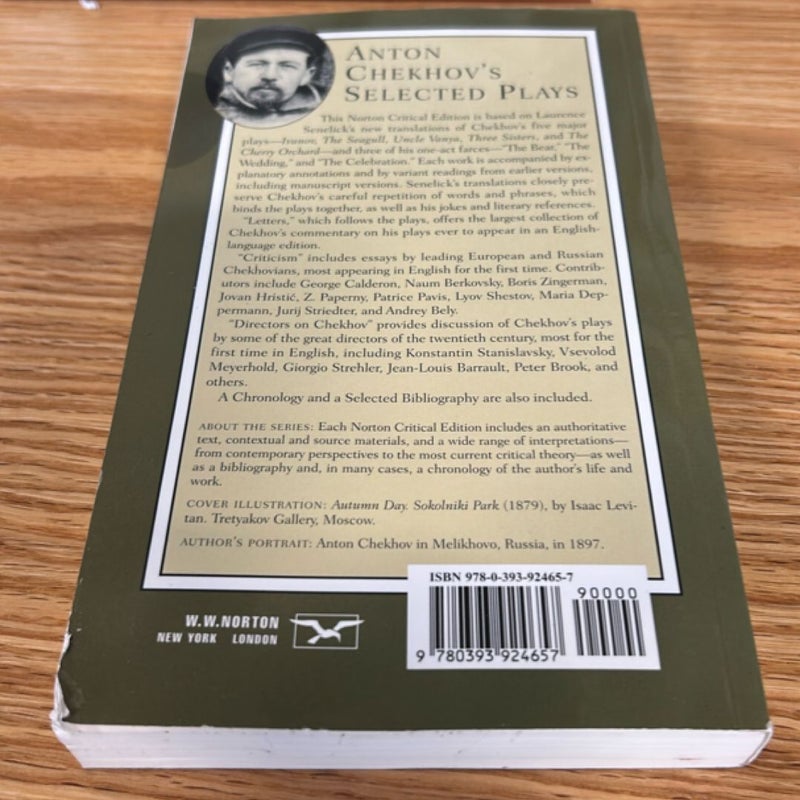 ANTON
CHEKHOV'S
SELECTED PLAYS
This Norton Critical Edition is based on Laurence
Senelick's new translations of Chekhov's five major
plays—Ivanov, The Seagull, Uncle Vanya, Three Sisters, and The
Cherry Orchard—and three of his one-act farces—"The Bear," "The
Wedding," and "The Celebration." Each work is accompanied by ex-
planatory annotations and by variant readings from earlier versions,
including manuscript versions. Senelick's translations closely pre-
serve Chekhov's careful repetition of words and phrases, which
binds the plays together, as well as his jokes and literary references.
"Letters," which follows the plays, offers the largest collection of
Chekhov's commentary on his plays ever to appear in an English-
language edition.
"Criticism" includes essays by leading European and Russian
Chekhovians, most appearing in English for the first time. Contrib-
utors include George Calderon, Naum Berkovsky, Boris Zingerman,
Jovan Hristić, Z. Paperny, Patrice Pavis, Lyov Shestov, Maria Dep-
permann, Jurij Striedter, and Andrey Bely.
"Directors on Chekhov" provides discussion of Chekhov's plays
by some of the great directors of the twentieth century, most for the
first time in English, including Konstantin Stanislavsky, Vsevolod
Meyerhold, Giorgio Strehler, Jean-Louis Barrault, Peter Brook, and
others.
A Chronology and a Selected Bibliography are also included.
ABOUT THE SERIES: Each Norton Critical Edition includes an authoritative
text, contextual and source materials, and a wide range of interpretations—
from contemporary perspectives to the most current critical theory—as well
as a bibliography and, in many cases, a chronology of the author's life and
work.
COVER ILLUSTRATION: Autumn Day. Sokolniki Park (1879), by Isaac Levi-
tan. Tretyakov Gallery, Moscow.
AUTHOR'S PORTRAIT: Anton Chekhov in Melikhovo, Russia, in 1897.
ISBN 978-0-393-92465-7
90000
9 780393 924657
W.W.NORTON
NEW YORK LONDON